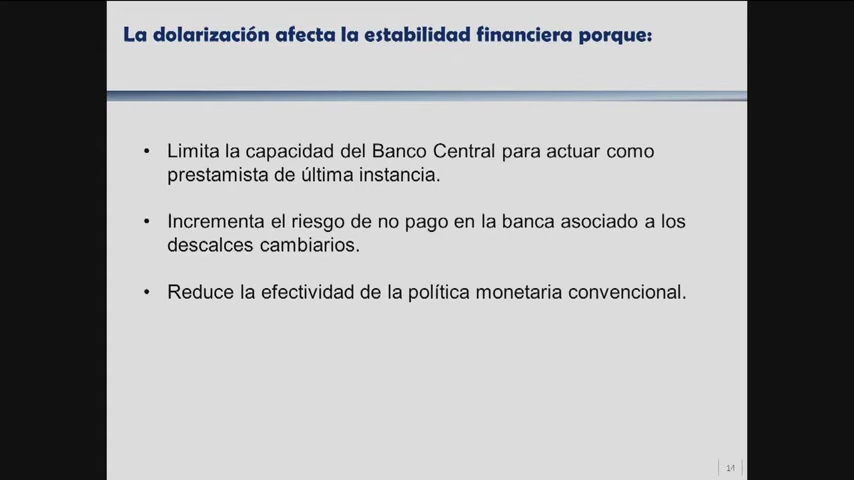 La dolarización afecta la estabilidad financiera porque:
• Limita la capacidad del Banco Central para actuar como
prestamista de última instancia.
• Incrementa el riesgo de no pago en la banca asociado a los
descalces cambiarios.
• Reduce la efectividad de la política monetaria convencional.
14